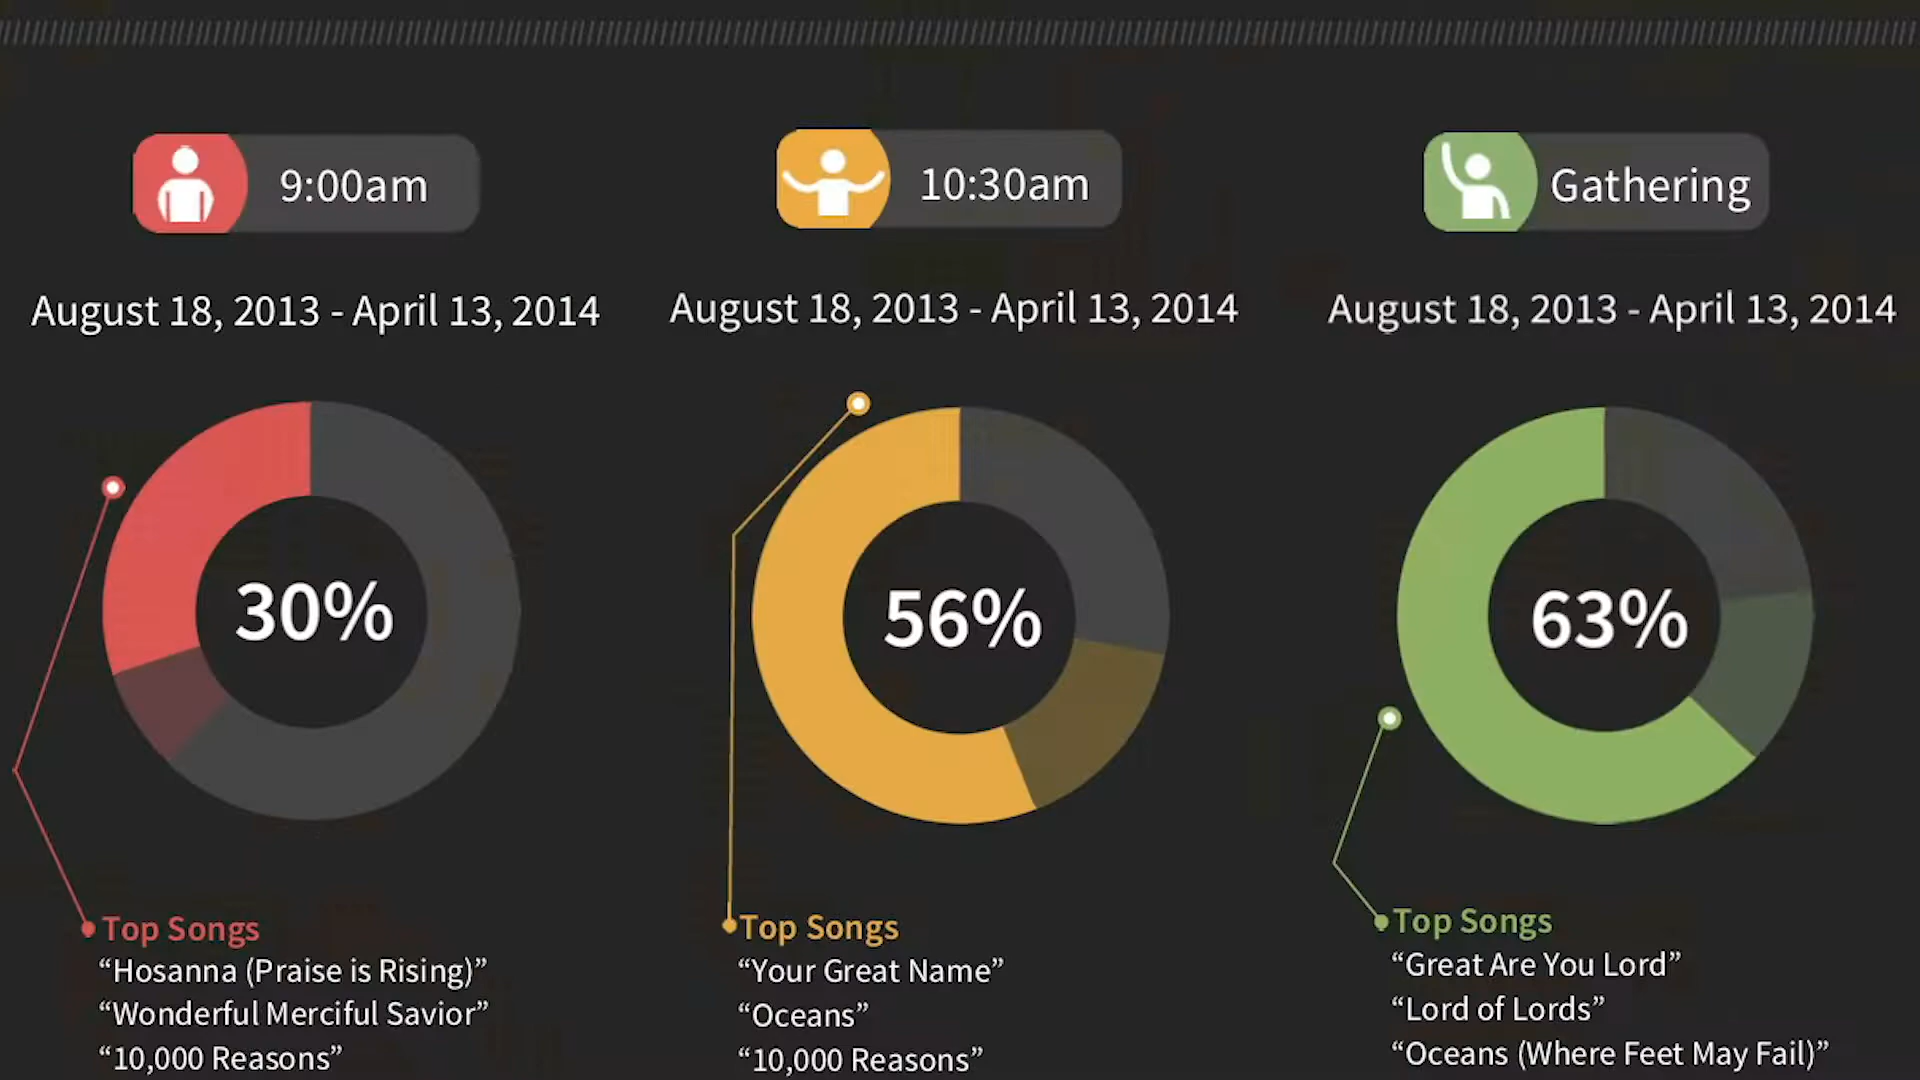 9:00am
August 18, 2013 - April 13, 2014
30%
Top Songs
“Hosanna (Praise is Rising)”
“Wonderful Merciful Savior”
“10,000 Reasons”
10:30am
August 18, 2013 - April 13, 2014
56%
Top Songs
“Your Great Name”
“Oceans”
“10,000 Reasons”
Gathering
August 18, 2013 - April 13, 2014
63%
Top Songs
“Great Are You Lord”
“Lord of Lords”
“Oceans (Where Feet May Fail)”